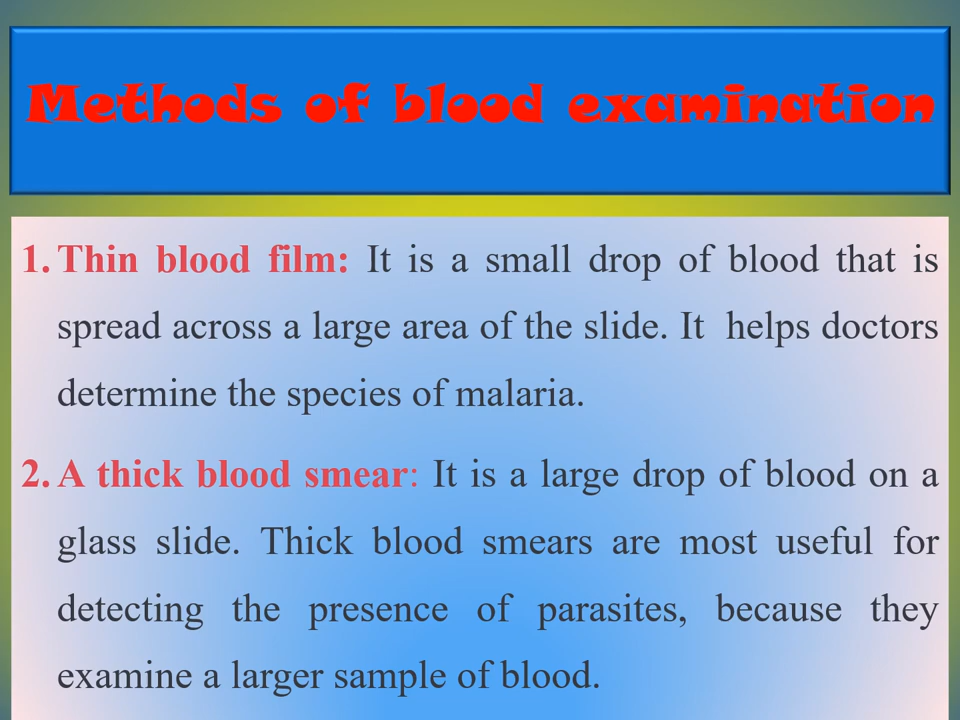 Methods of blood examination
1. Thin blood film: It is a small drop of blood that is
spread across a large area of the slide. It helps doctors
determine the species of malaria.
2. A thick blood smear: It is a large drop of blood on a
glass slide. Thick blood smears are most useful for
detecting the presence of parasites, because they
examine a larger sample of blood.